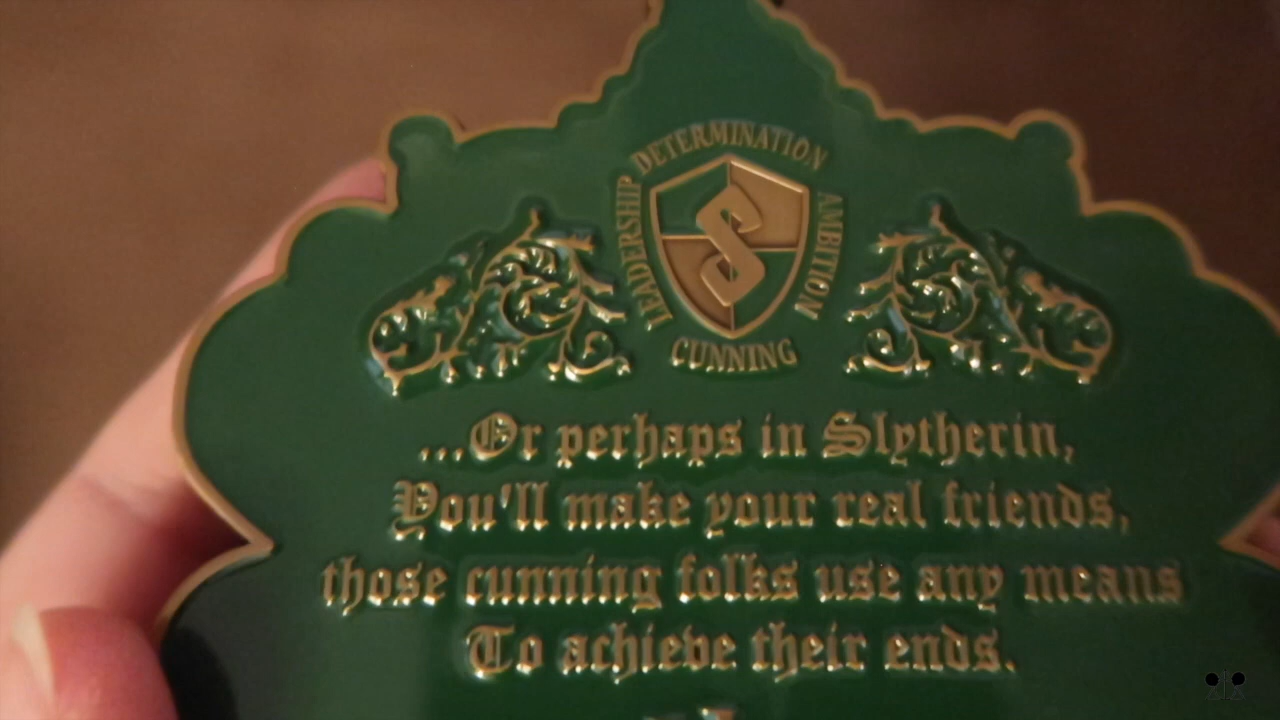 DETERMINATION
LEADERSHIP
AMBITION
S
CUNNING
...Or perhaps in Slytherin,
You'll make your real friends,
those cunning folks use any means
To achieve their ends.